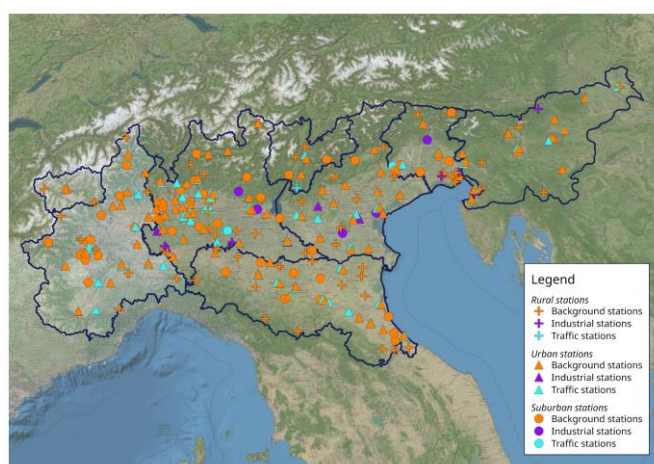 Legend
Rural stations
Background stations
Industrial stations
Traffic stations
Urban stations
Background stations
Industrial stations
Traffic stations
Suburban stations
Background stations
Industrial stations
Traffic stations